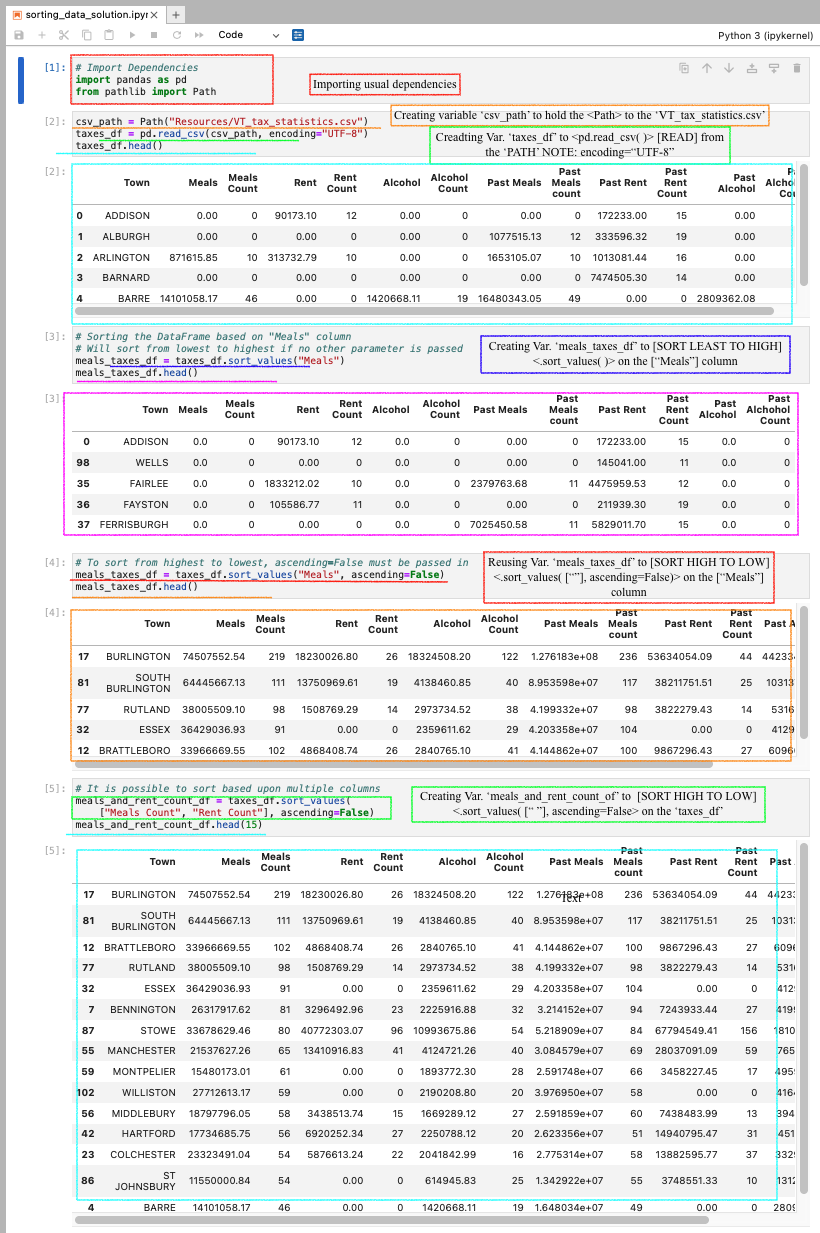 sorting_data_solution.ipyr
Code
Python 3 (ipykernel)
[1]:
# Import Dependencies
import pandas as pd
from pathlib import Path
Importing usual dependencies
[2]:
csv_path = Path("Resources/VT_tax_statistics.csv")
taxes_df = pd.read_csv(csv_path, encoding="UTF-8")
taxes_df.head()
Creating variable ‘csv_path’ to hold the <Path> to the ‘VT_tax_statistics.csv’
Creadting Var. ‘taxes_df’ to <pd.read_csv( )> [READ] from
the ‘PATH’ NOTE: encoding=“UTF-8”
[2]:
Town Meals Meals Count Rent Rent Count Alcohol Alcohol Count Past Meals Past Meals count Past Rent Past Rent Count Past Alcohol
0 ADDISON 0.00 0 90173.10 12 0.00 0 0.00 0 172233.00 15 0.00
1 ALBURGH 0.00 0 0.00 0 0.00 0 1077515.13 12 333596.32 19 0.00
2 ARLINGTON 871615.85 10 313732.79 10 0.00 0 1653105.07 10 1013081.44 16 0.00
3 BARNARD 0.00 0 0.00 0 0.00 0 0.00 0 7474505.30 14 0.00
4 BARRE 14101058.17 46 0.00 0 1420668.11 19 16480343.05 49 0.00 0 2809362.08
[3]:
# Sorting the DataFrame based on "Meals" column
# Will sort from lowest to highest if no other parameter is passed
meals_taxes_df = taxes_df.sort_values("Meals")
meals_taxes_df.head()
Creating Var. ‘meals_taxes_df’ to [SORT LEAST TO HIGH]
<.sort_values( )> on the [“Meals”] column
[3]:
Town Meals Meals Count Rent Rent Count Alcohol Alcohol Count Past Meals Past Meals count Past Rent Past Rent Count Past Alcohol Past Alchohol Count
0 ADDISON 0.0 0 90173.10 12 0.0 0 0.00 0 172233.00 15 0.0 0
98 WELLS 0.0 0 0.00 0 0.0 0 0.00 0 145041.00 11 0.0 0
35 FAIRLEE 0.0 0 1833212.02 10 0.0 0 2379763.68 11 4475959.53 12 0.0 0
36 FAYSTON 0.0 0 105586.77 11 0.0 0 0.00 0 211939.30 19 0.0 0
37 FERRISBURGH 0.0 0 0.00 0 0.0 0 7025450.58 11 5829011.70 15 0.0 0
[4]:
# To sort from highest to lowest, ascending=False must be passed in
meals_taxes_df = taxes_df.sort_values("Meals", ascending=False)
meals_taxes_df.head()
Reusing Var. ‘meals_taxes_df’ to [SORT HIGH TO LOW]
<.sort_values( [“”], ascending=False)> on the [“Meals”]
column
[4]:
Town Meals Meals Count Rent Rent Count Alcohol Alcohol Count Past Meals Past Meals count Past Rent Past Rent Count Past A
17 BURLINGTON 74507552.54 219 18230026.80 26 18324508.20 122 1.276183e+08 236 53634054.09 44 4423
81 SOUTH BURLINGTON 64445667.13 111 13750969.61 19 4138460.85 40 8.953598e+07 117 38211751.51 25 1031
77 RUTLAND 38005509.10 98 1508769.29 14 2973734.52 38 4.199332e+07 98 3822279.43 14 5316
32 ESSEX 36429036.93 91 0.00 0 2359611.62 29 4.203358e+07 104 0.00 0 4129
12 BRATTLEBORO 33966669.55 102 4868408.74 26 2840765.10 41 4.144862e+07 100 9867296.43 27 6096
[5]:
# It is possible to sort based upon multiple columns
meals_and_rent_count_df = taxes_df.sort_values(
["Meals Count", "Rent Count"], ascending=False)
meals_and_rent_count_df.head(15)
Creating Var. ‘meals_and_rent_count_of’ to [SORT HIGH TO LOW]
<.sort_values( [“ ”], ascending=False> on the ‘taxes_df’
[5]:
Town Meals Meals Count Rent Rent Count Alcohol Alcohol Count Past Meals Past Meals count Past Rent Past Rent Count Past
17 BURLINGTON 74507552.54 219 18230026.80 26 18324508.20 122 1.276183e+08 236 53634054.09 44 4423
Text
81 SOUTH BURLINGTON 64445667.13 111 13750969.61 19 4138460.85 40 8.953598e+07 117 38211751.51 25 1031
12 BRATTLEBORO 33966669.55 102 4868408.74 26 2840765.10 41 4.144862e+07 100 9867296.43 27 6096
77 RUTLAND 38005509.10 98 1508769.29 14 2973734.52 38 4.199332e+07 98 3822279.43 14 531
32 ESSEX 36429036.93 91 0.00 0 2359611.62 29 4.203358e+07 104 0.00 0 412
7 BENNINGTON 26317917.62 81 3296492.96 23 2225916.88 32 3.214152e+07 94 7243933.44 27 419
87 STOWE 33678629.46 80 40772303.07 96 10993675.86 54 5.218909e+07 84 67794549.41 156 1810
55 MANCHESTER 21537627.26 65 13410916.83 41 4124721.26 40 3.084579e+07 69 28037091.09 59 765
59 MONTPELIER 15480173.01 61 0.00 0 1893772.30 28 2.591748e+07 66 3458227.45 17 495
102 WILLISTON 27712613.17 59 0.00 0 2190208.80 20 3.976950e+07 58 0.00 0 416
56 MIDDLEBURY 18797796.05 58 3438513.74 15 1669289.12 27 2.591859e+07 60 7438483.99 13 394
42 HARTFORD 17734685.75 56 6920252.34 27 2250788.12 20 2.623356e+07 51 14940795.47 31 451
23 COLCHESTER 23323491.04 54 5876613.24 22 2041842.99 16 2.775314e+07 58 13882595.77 37 332
86 ST JOHNSBURY 11550000.84 54 0.00 0 614945.83 25 1.342922e+07 55 3748551.33 10 131
4 BARRE 14101058.17 46 0.00 0 1420668.11 19 1.648034e+07 49 0.00 0 280